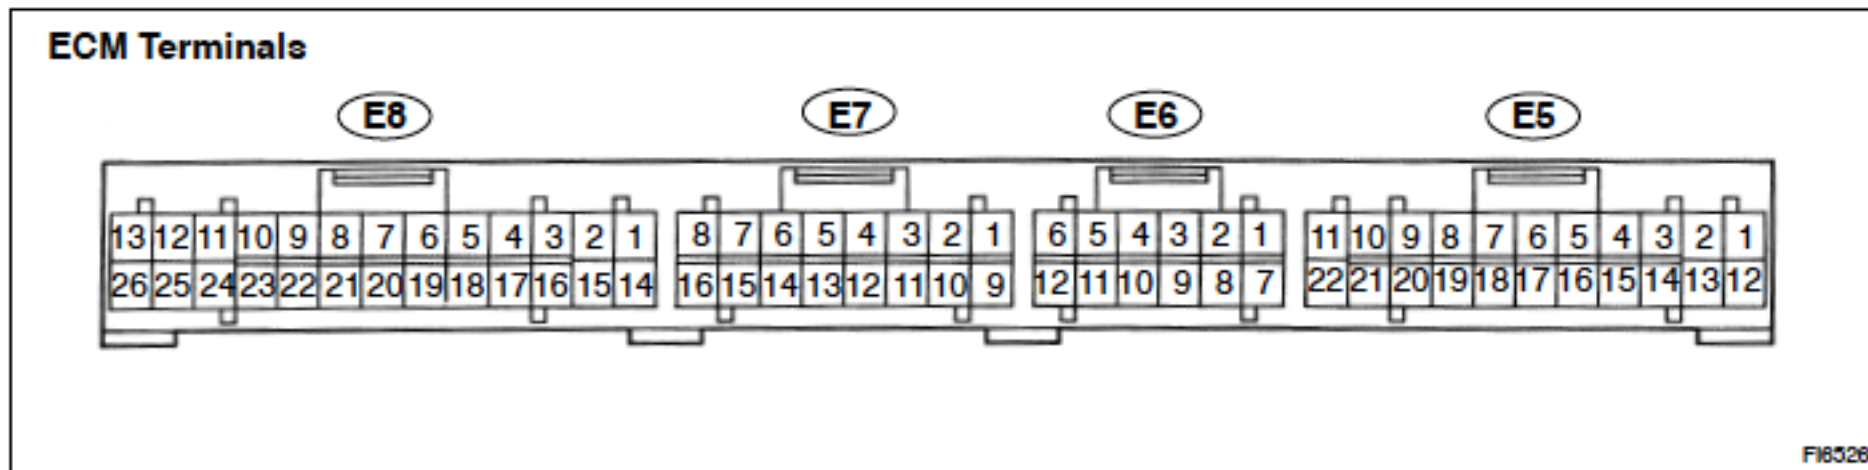 ECM Terminals
E8 E7 E6 E5
13 12 11 10 9 8 7 6 5 4 3 2 1 8 7 6 5 4 3 2 1 6 5 4 3 2 1 11 10 9 8 7 6 5 4 3 2 1
26 25 24 23 22 21 20 19 18 17 16 15 14 16 15 14 13 12 11 10 9 12 11 10 9 8 7 22 21 20 19 18 17 16 15 14 13 12
FI6526